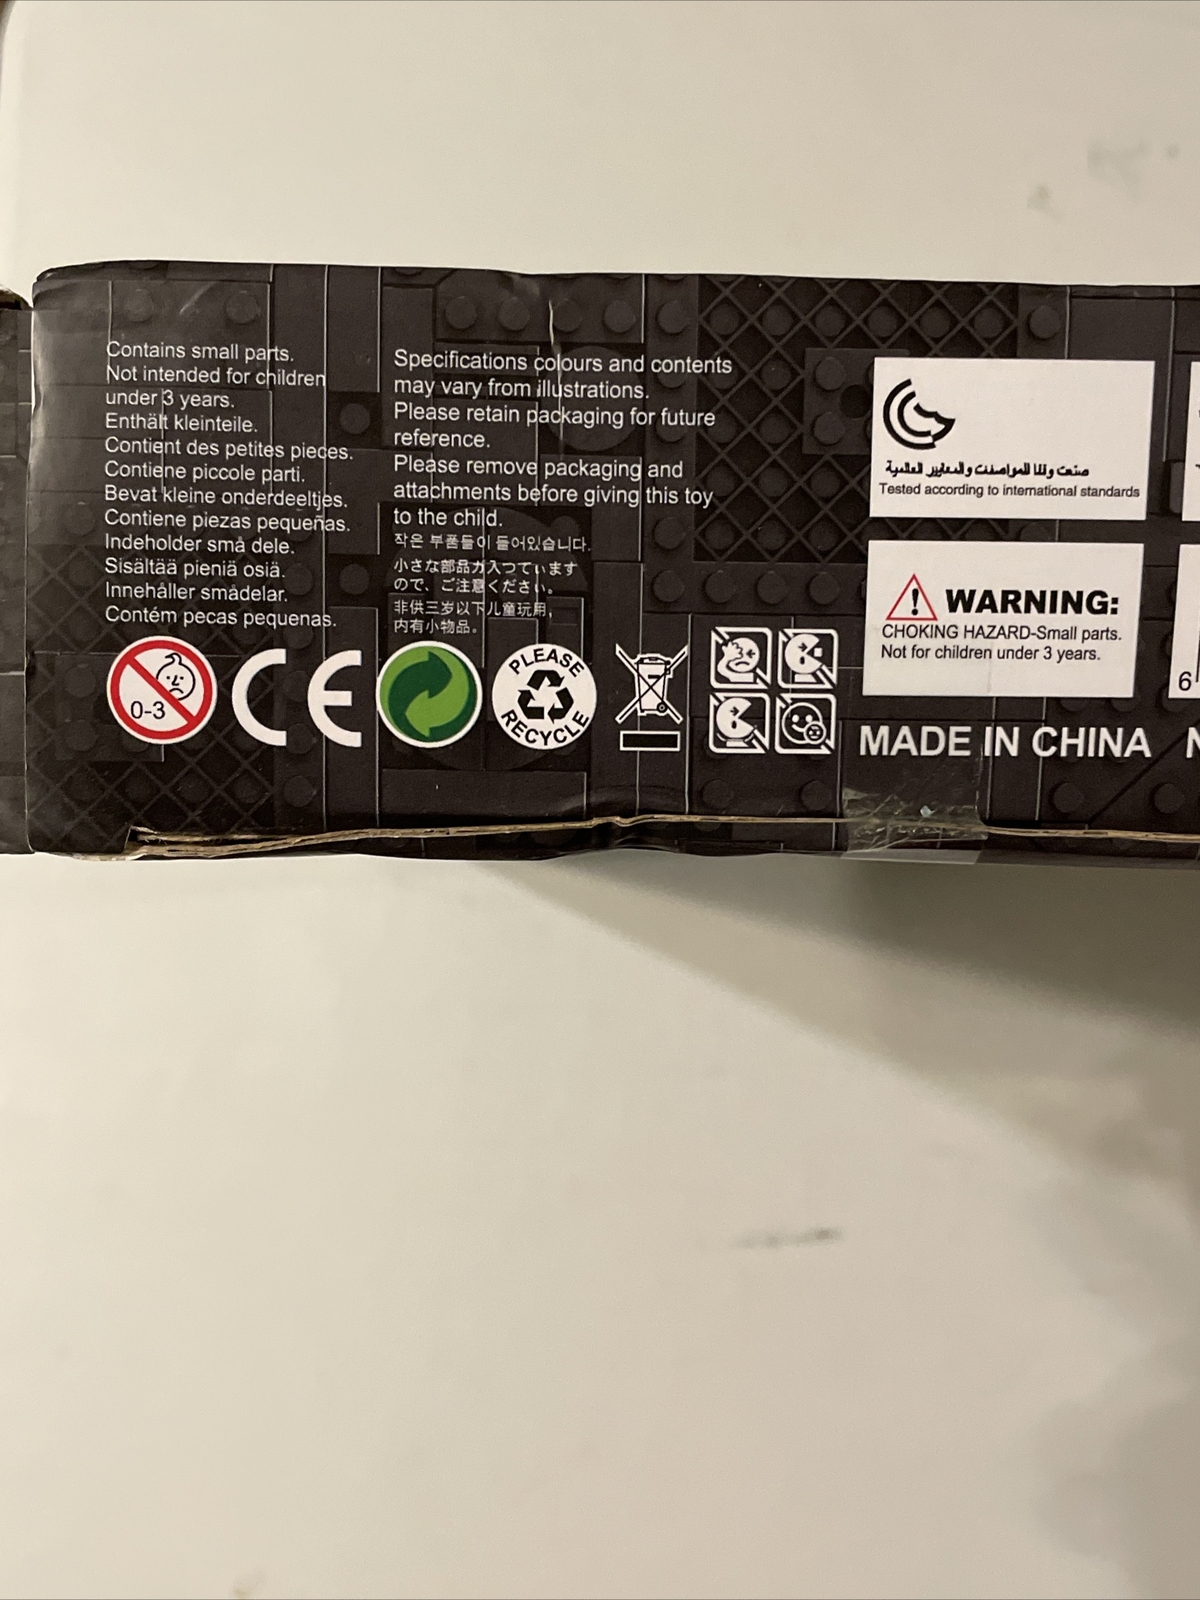 Contains small parts.
Not intended for children
under 3 years.
Enthält kleinteile.
Contient des petites pieces.
Contiene piccole parti.
Bevat kleine onderdeeltjes.
Contiene piezas pequeñas.
Indeholder små dele.
Sisältää pieniä osiä.
Innehåller smådelar.
Contém pecas pequenas.
0-3
CE
Specifications colours and contents
may vary from illustrations.
Please retain packaging for future
reference.
Please remove packaging and
attachments before giving this toy
to the child.
작은 부품들이 들어있습니다.
小さな部品が入つています
ので、ご注意ください。
非供三岁以下儿童玩用,
内有小物品。
PLEASE
RECYCLE
صنعت وفقا للمواصفات والمعايير العالمية
Tested according to international standards
WARNING:
CHOKING HAZARD-Small parts.
Not for children under 3 years.
MADE IN CHINA
6